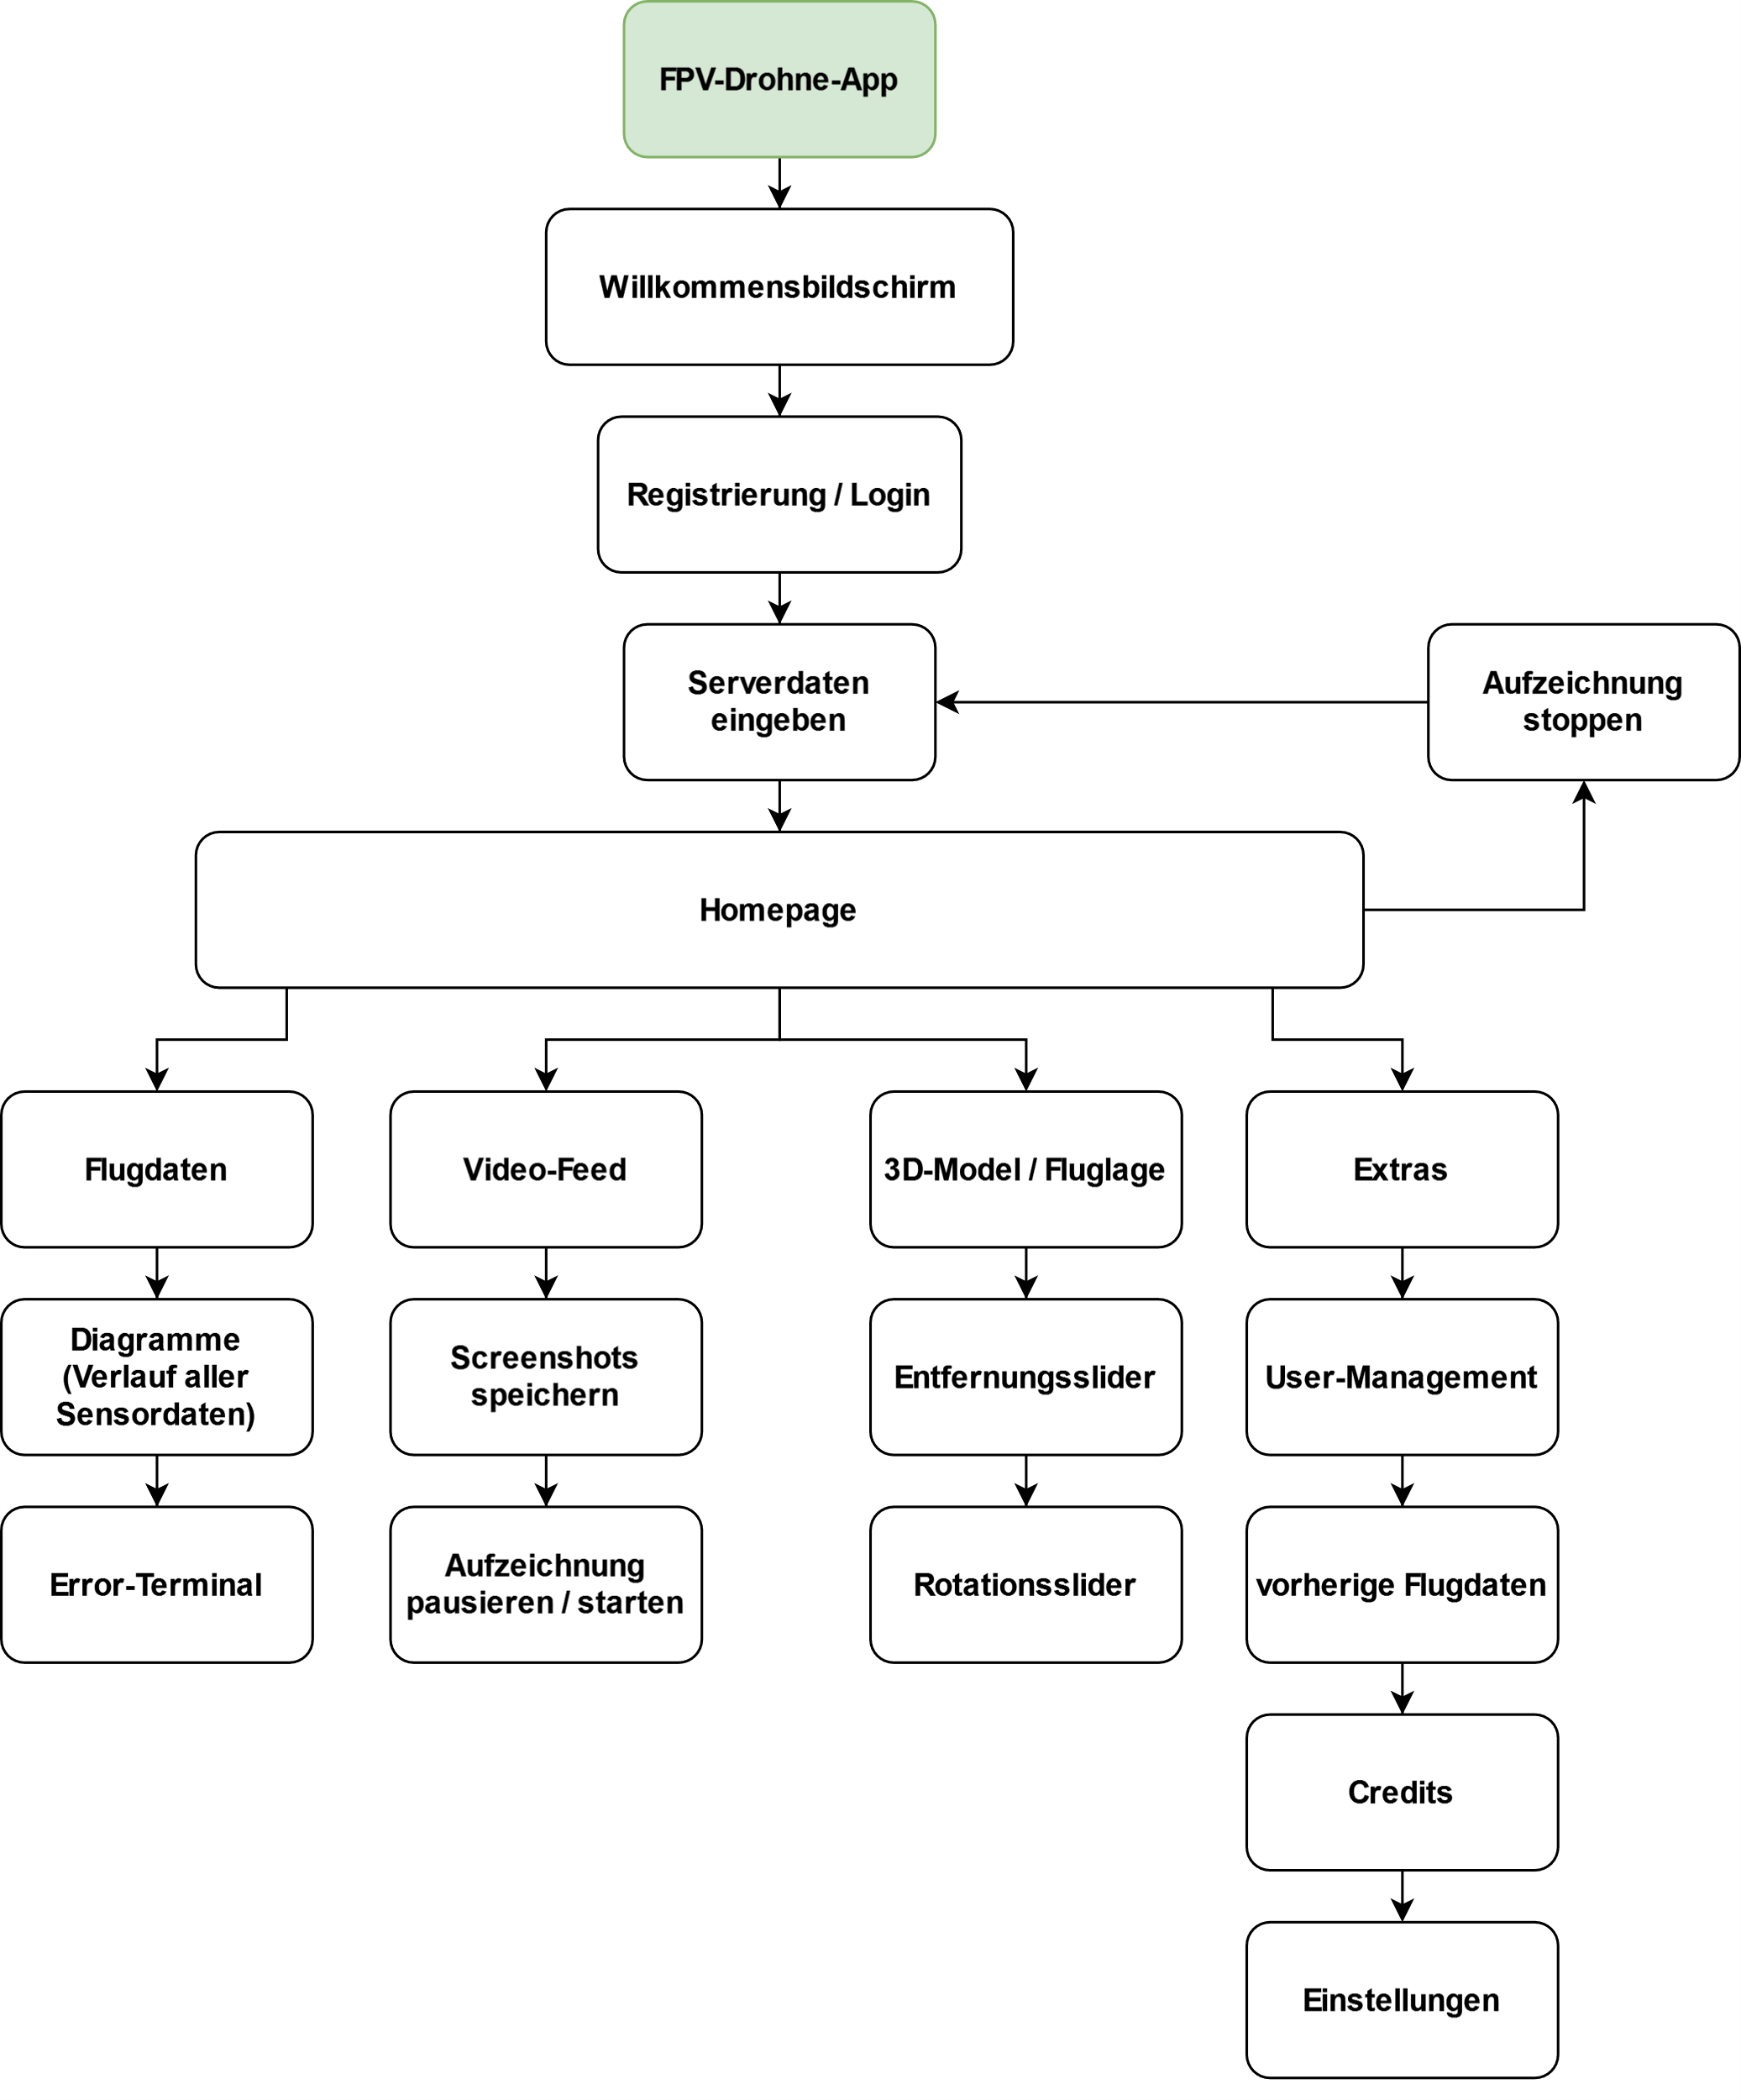 FPV-Drohne-App
Willkommensbildschirm
Registrierung / Login
Serverdaten
eingeben
Aufzeichnung
stoppen
Homepage
Flugdaten
Video-Feed
3D-Model / Fluglage
Extras
Diagramme
(Verlauf aller
Sensordaten)
Screenshots
speichern
Entfernungsslider
User-Management
Error-Terminal
Aufzeichnung
pausieren / starten
Rotationsslider
vorherige Flugdaten
Credits
Einstellungen